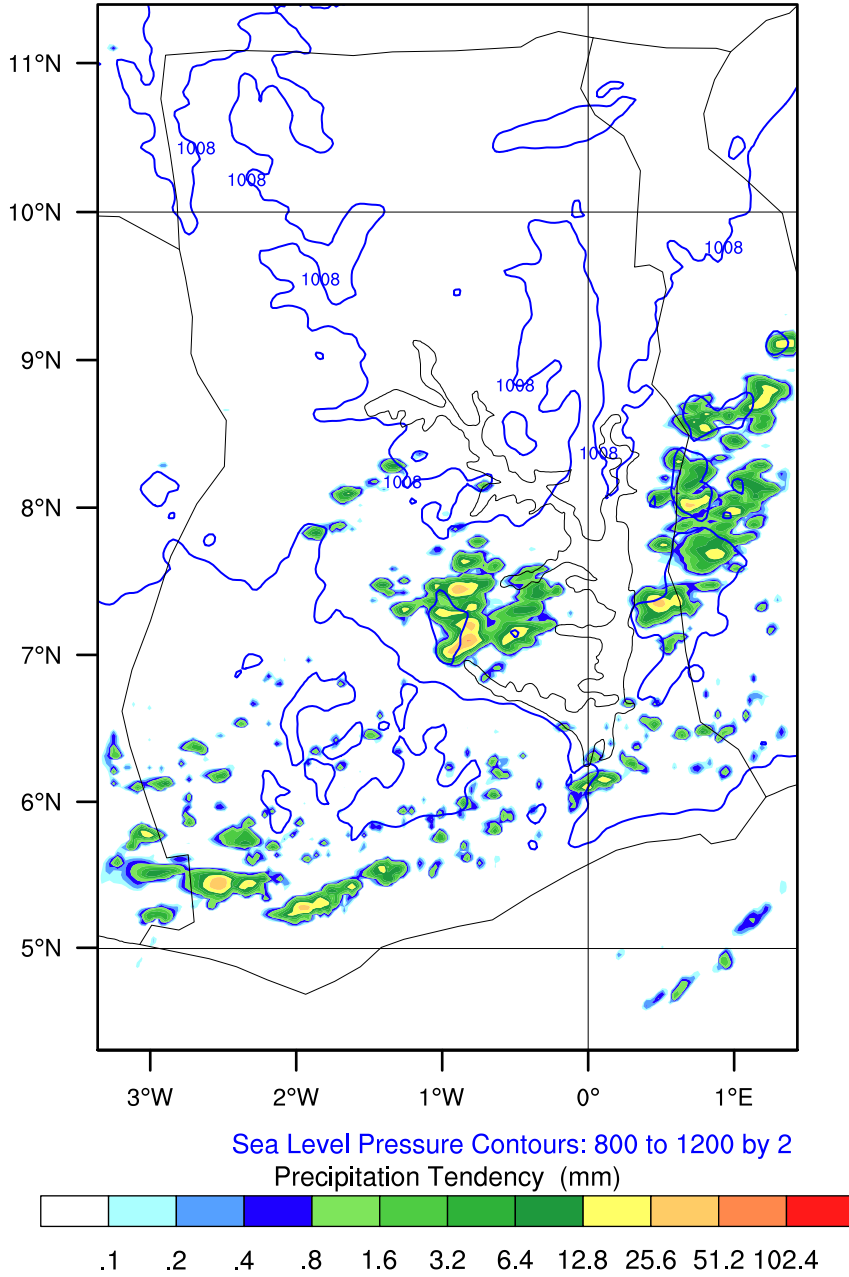 11°N
1008
1008
10°N
1008
1008
9°N
1008
1008
8°N
1008
7°N
6°N
5°N
3°W 2°W 1°W 0° 1°E
Sea Level Pressure Contours: 800 to 1200 by 2
Precipitation Tendency (mm)
.1 .2 .4 .8 1.6 3.2 6.4 12.8 25.6 51.2 102.4